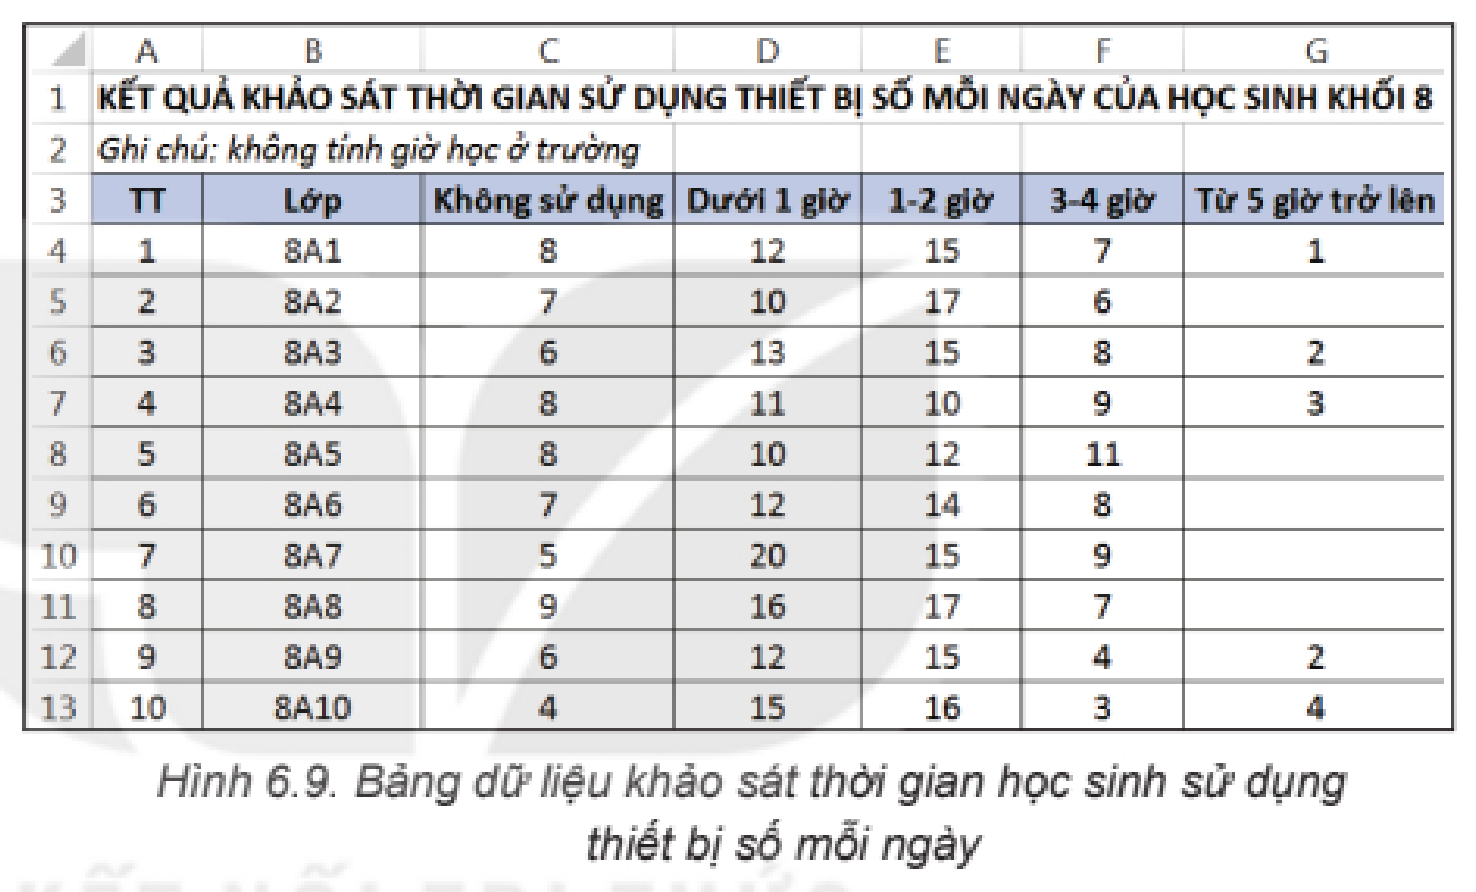 A B C D E F G
1 KẾT QUẢ KHẢO SÁT THỜI GIAN SỬ DỤNG THIẾT BỊ SỐ MỖI NGÀY CỦA HỌC SINH KHỐI 8
2 Ghi chú: không tính giờ học ở trường
3 TT Lớp Không sử dụng Dưới 1 giờ 1-2 giờ 3-4 giờ Từ 5 giờ trở lên
4 1 8A1 8 12 15 7 1
5 2 8A2 7 10 17 6
6 3 8A3 6 13 15 8 2
7 4 8A4 8 11 10 9 3
8 5 8A5 8 10 12 11
9 6 8A6 7 12 14 8
10 7 8A7 5 20 15 9
11 8 8A8 9 16 17 7
12 9 8A9 6 12 15 4 2
13 10 8A10 4 15 16 3 4
Hình 6.9. Bảng dữ liệu khảo sát thời gian học sinh sử dụng
thiết bị số mỗi ngày